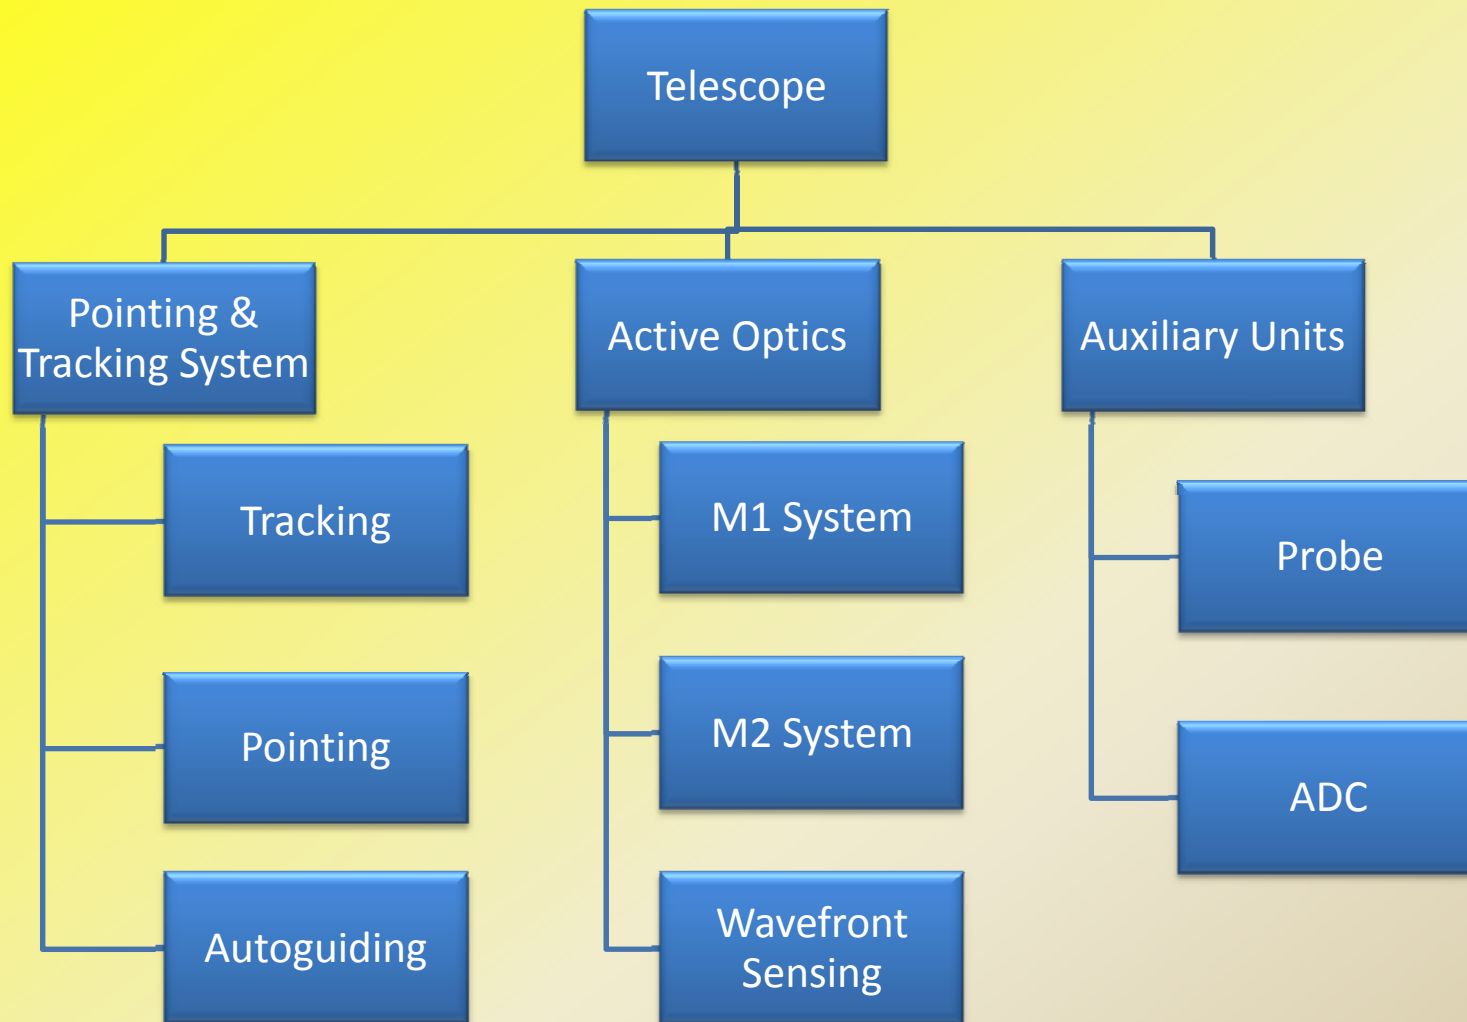 Telescope
Pointing &
Tracking System
Active Optics
Auxiliary Units
Tracking
Pointing
Autoguiding
M1 System
M2 System
Wavefront
Sensing
Probe
ADC